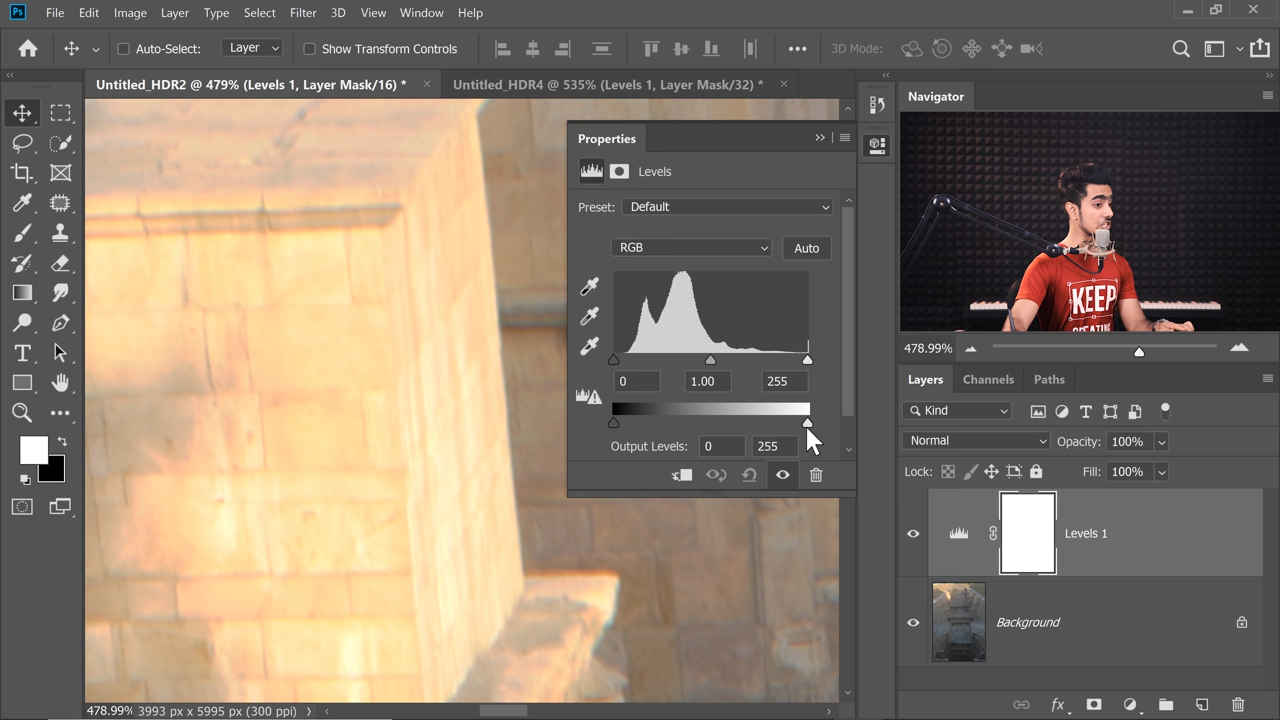 Ps File Edit Image Layer Type Select Filter 3D View Window Help
Auto-Select: Layer Show Transform Controls 3D Mode:
Untitled_HDR2 @ 479% (Levels 1, Layer Mask/16) * Untitled_HDR4 @ 535% (Levels 1, Layer Mask/32) *
Navigator
Properties
Levels
Preset: Default
RGB Auto
0 1.00 255
Output Levels: 0 255
KEEP
CREATING
478.99%
Layers Channels Paths
Kind
Normal Opacity: 100%
Lock: Fill: 100%
Levels 1
Background
fx
478.99% 3993 px x 5995 px (300 ppi)